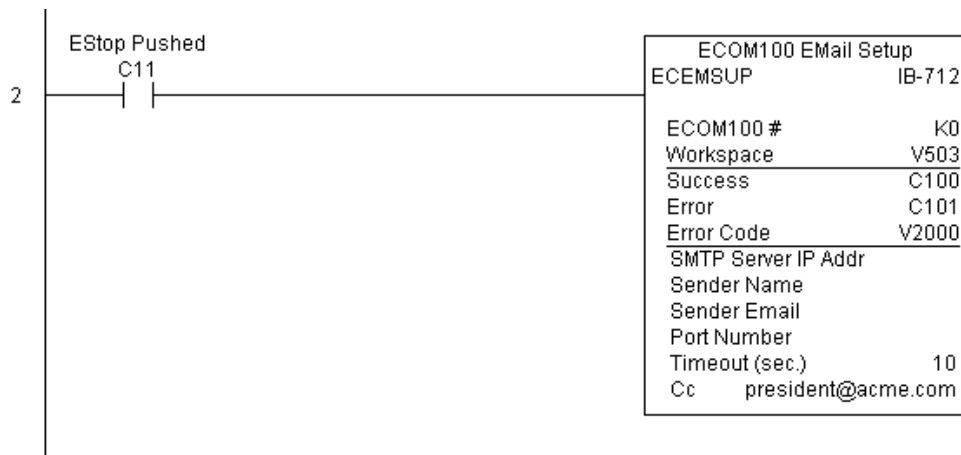 EStop Pushed
C11
2
ECOM100 EMail Setup
ECEMSUP IB-712
ECOM100 # K0
Workspace V503
Success C100
Error C101
Error Code V2000
SMTP Server IP Addr
Sender Name
Sender Email
Port Number
Timeout (sec.) 10
Cc president@acme.com